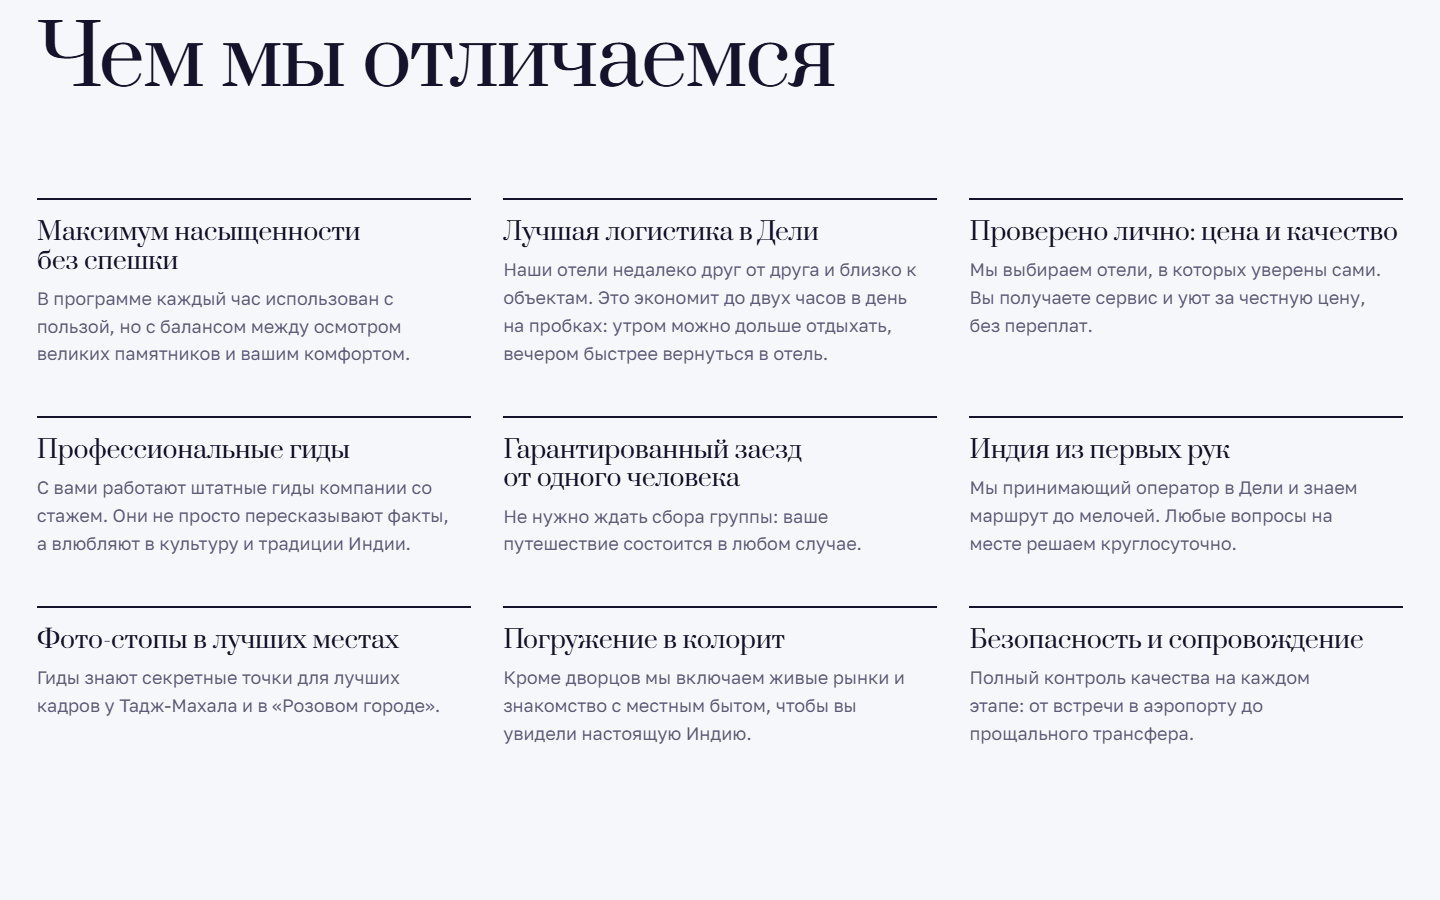 Чем мы отличаемся
Максимум насыщенности
без спешки
В программе каждый час использован с
пользой, но с балансом между осмотром
великих памятников и вашим комфортом.
Лучшая логистика в Дели
Наши отели недалеко друг от друга и близко к
объектам. Это экономит до двух часов в день
на пробках: утром можно дольше отдыхать,
вечером быстрее вернуться в отель.
Проверено лично: цена и качество
Мы выбираем отели, в которых уверены сами.
Вы получаете сервис и уют за честную цену,
без переплат.
Профессиональные гиды
С вами работают штатные гиды компании со
стажем. Они не просто пересказывают факты,
а влюбляют в культуру и традиции Индии.
Гарантированный заезд
от одного человека
Не нужно ждать сбора группы: ваше
путешествие состоится в любом случае.
Индия из первых рук
Мы принимающий оператор в Дели и знаем
маршрут до мелочей. Любые вопросы на
месте решаем круглосуточно.
Фото-стопы в лучших местах
Гиды знают секретные точки для лучших
кадров у Тадж-Махала и в «Розовом городе».
Погружение в колорит
Кроме дворцов мы включаем живые рынки и
знакомство с местным бытом, чтобы вы
увидели настоящую Индию.
Безопасность и сопровождение
Полный контроль качества на каждом
этапе: от встречи в аэропорту до
прощального трансфера.